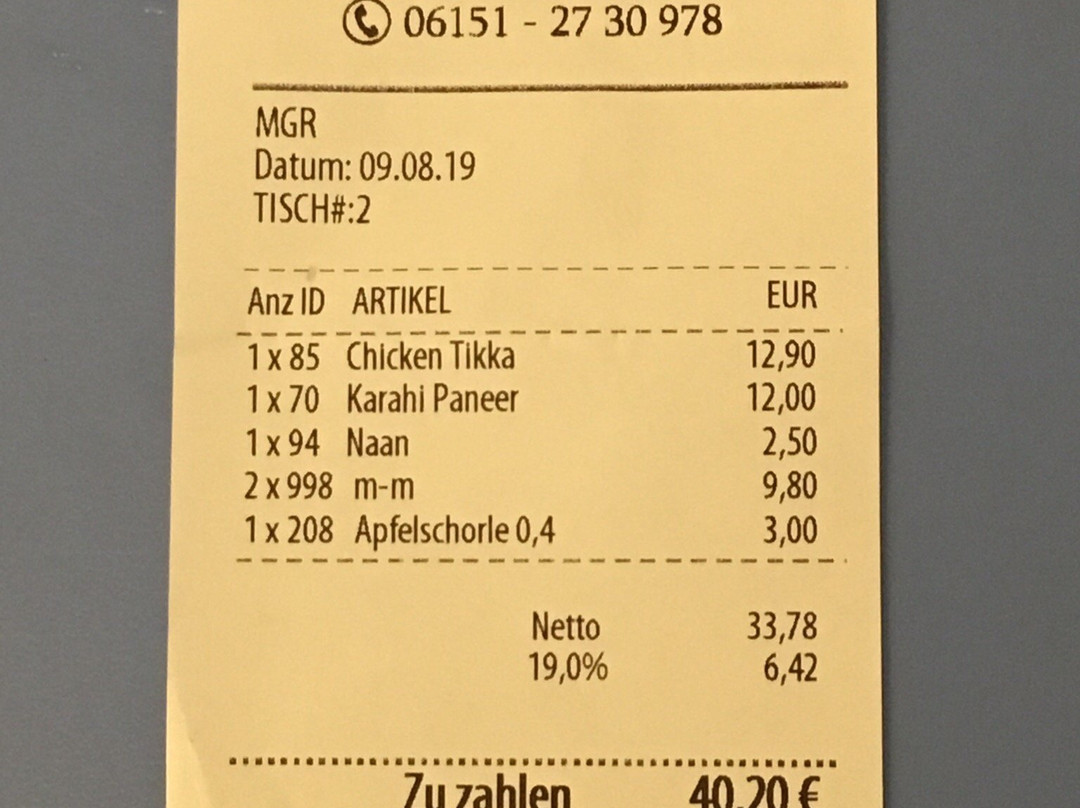 06151 - 27 30 978
MGR
Datum: 09.08.19
TISCH#:2
Anz ID ARTIKEL EUR
1 x 85 Chicken Tikka 12,90
1 x 70 Karahi Paneer 12,00
1 x 94 Naan 2,50
2 x 998 m-m 9,80
1 x 208 Apfelschorle 0,4 3,00
Netto 33,78
19,0% 6,42
Zu zahlen 40,20 €